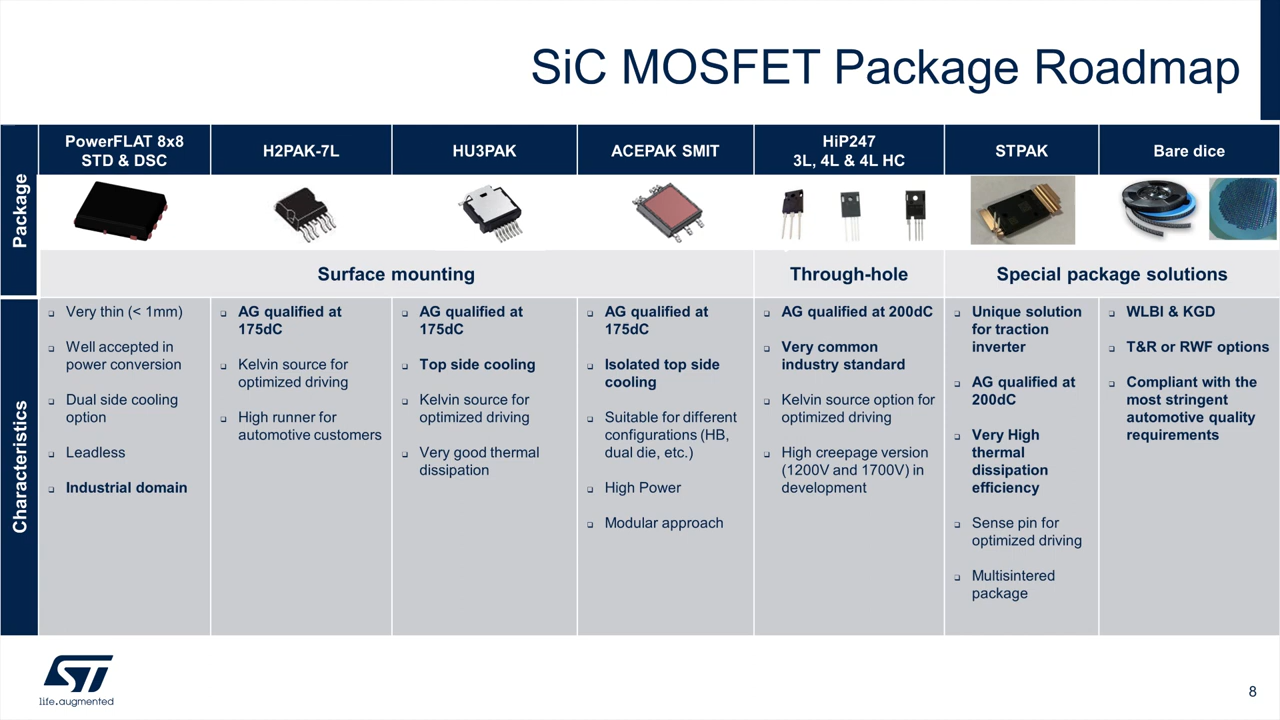 SiC MOSFET Package Roadmap
Package
PowerFLAT 8x8
STD & DSC
H2PAK-7L
HU3PAK
ACEPAK SMIT
HiP247
3L, 4L & 4L HC
STPAK
Bare dice
Surface mounting
Through-hole
Special package solutions
Characteristics
Very thin (< 1mm)
Well accepted in
power conversion
Dual side cooling
option
Leadless
Industrial domain
AG qualified at
175dC
Kelvin source for
optimized driving
High runner for
automotive customers
AG qualified at
175dC
Top side cooling
Kelvin source for
optimized driving
Very good thermal
dissipation
AG qualified at
175dC
Isolated top side
cooling
Suitable for different
configurations (HB,
dual die, etc.)
High Power
Modular approach
AG qualified at 200dC
Very common
industry standard
Kelvin source option for
optimized driving
High creepage version
(1200V and 1700V) in
development
Unique solution
for traction
inverter
AG qualified at
200dC
Very High
thermal
dissipation
efficiency
Sense pin for
optimized driving
Multisintered
package
WLBI & KGD
T&R or RWF options
Compliant with the
most stringent
automotive quality
requirements
ST
life.augmented
8